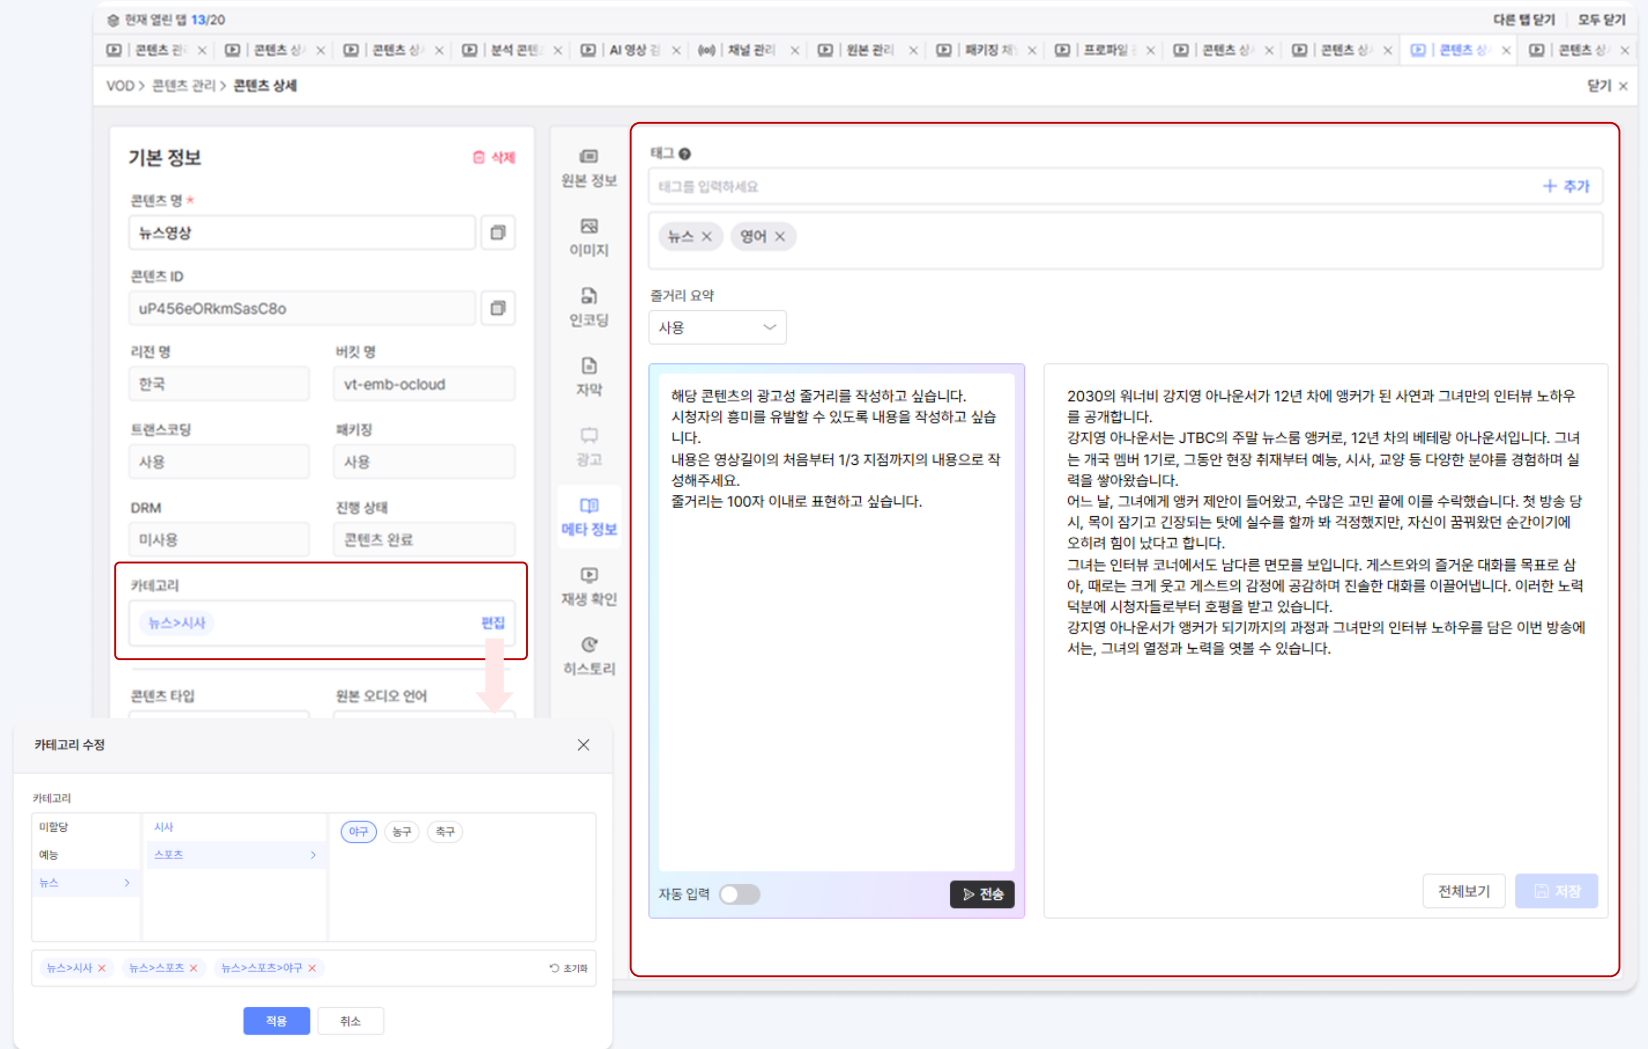 현재 열린 탭 13/20
다른 탭 닫기 모두 닫기
콘텐츠 콘텐츠 콘텐츠 분석 AI 영상 채널 관리 원본 관리 패키징 프로파일 콘텐츠 콘텐츠 콘텐츠 콘텐츠
VOD > 콘텐츠 관리 > 콘텐츠 상세
닫기 ×
기본 정보
삭제
콘텐츠 명 *
뉴스영상
콘텐츠 ID
uP456eORkmSasC8o
리전 명 버킷 명
한국 vt-emb-ocloud
트랜스코딩 패키징
사용 사용
DRM 진행 상태
미사용 콘텐츠 완료
카테고리
뉴스>시사 편집
콘텐츠 타입 원본 오디오 언어
원본 정보
이미지
인코딩
자막
광고
메타 정보
재생 확인
히스토리
태그 ?
태그를 입력하세요 + 추가
뉴스 × 영어 ×
줄거리 요약
사용
해당 콘텐츠의 광고성 줄거리를 작성하고 싶습니다.
시청자의 흥미를 유발할 수 있도록 내용을 작성하고 싶습
니다.
내용은 영상길이의 처음부터 1/3 지점까지의 내용으로 작
성해주세요.
줄거리는 100자 이내로 표현하고 싶습니다.
자동 입력 전송
2030의 워너비 강지영 아나운서가 12년 차에 앵커가 된 사연과 그녀만의 인터뷰 노하우
를 공개합니다.
강지영 아나운서는 JTBC의 주말 뉴스룸 앵커로, 12년 차의 베테랑 아나운서입니다. 그녀
는 개국 멤버 1기로, 그동안 현장 취재부터 예능, 시사, 교양 등 다양한 분야를 경험하며 실
력을 쌓아왔습니다.
어느 날, 그녀에게 앵커 제안이 들어왔고, 수많은 고민 끝에 이를 수락했습니다. 첫 방송 당
시, 목이 잠기고 긴장되는 탓에 실수를 할까 봐 걱정했지만, 자신이 꿈꿔왔던 순간이기에
오히려 힘이 났다고 합니다.
그녀는 인터뷰 코너에서도 남다른 면모를 보입니다. 게스트와의 즐거운 대화를 목표로 삼
아, 때로는 크게 웃고 게스트의 감정에 공감하며 진솔한 대화를 이끌어냅니다. 이러한 노력
덕분에 시청자들로부터 호평을 받고 있습니다.
강지영 아나운서가 앵커가 되기까지의 과정과 그녀만의 인터뷰 노하우를 담은 이번 방송에
서는, 그녀의 열정과 노력을 엿볼 수 있습니다.
전체보기 저장
카테고리 수정
카테고리
미할당 시사 야구 농구 축구
예능 스포츠 >
뉴스 >
뉴스>시사 × 뉴스>스포츠 × 뉴스>스포츠>야구 × 초기화
적용 취소